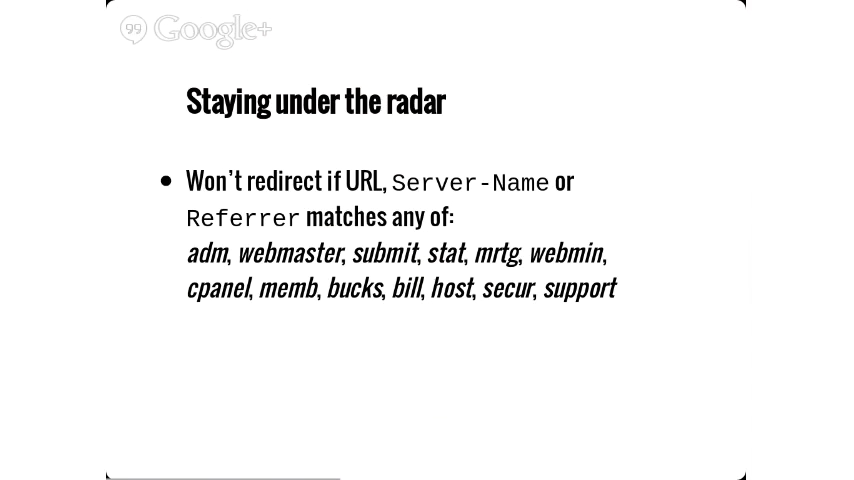 Google+
Staying under the radar
• Won't redirect if URL, Server-Name or
Referrer matches any of:
adm, webmaster, submit, stat, mrtg, webmin,
cpanel, memb, bucks, bill, host, secur, support